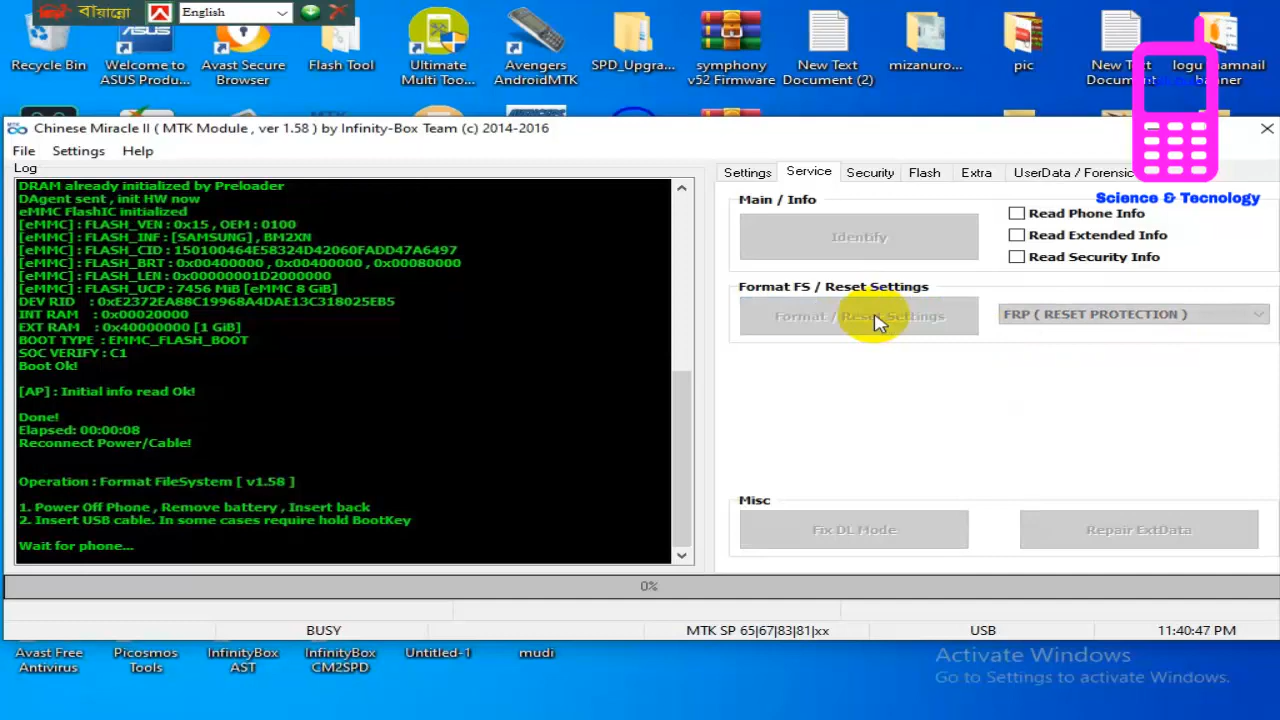 বায়ান্নো
English
Recycle Bin
Welcome to
ASUS Produ...
Avast Secure
Browser
Flash Tool
Ultimate
Multi Too...
Avengers
AndroidMTK
SPD_Upgra...
symphony
v52 Firmware
New Text
Document (2)
mizanuro...
pic
New Text
Document
logu thamnail
banner
Chinese Miracle II ( MTK Module , ver 1.58 ) by Infinity-Box Team (c) 2014-2016
File Settings Help
Log
DRAM already initialized by Preloader
DAgent sent , init HW now
eMMC FlashIC initialized
[eMMC] : FLASH_VEN : 0x15 , OEM : 0100
[eMMC] : FLASH_INF : [SAMSUNG] , BM2XN
[eMMC] : FLASH_CID : 150100464E58324D42060FADD47A6497
[eMMC] : FLASH_BRT : 0x00400000 , 0x00400000 , 0x00080000
[eMMC] : FLASH_LEN : 0x00000001D2000000
[eMMC] : FLASH_UCP : 7456 MiB [eMMC 8 GiB]
DEV RID : 0xE2372EA88C19968A4DAE13C318025EB5
INT RAM : 0x00020000
EXT RAM : 0x40000000 [1 GiB]
BOOT TYPE : EMMC_FLASH_BOOT
SOC VERIFY : C1
Boot Ok!
[AP] : Initial info read Ok!
Done!
Elapsed: 00:00:08
Reconnect Power/Cable!
Operation : Format FileSystem [ v1.58 ]
1. Power Off Phone , Remove battery , Insert back
2. Insert USB cable. In some cases require hold BootKey
Wait for phone...
Settings Service Security Flash Extra UserData / Forensic
Science & Tecnology
Main / Info
Identify
Read Phone Info
Read Extended Info
Read Security Info
Format FS / Reset Settings
Format / Reset Settings
FRP ( RESET PROTECTION )
Misc
Fix DL Mode
Repair ExtData
0%
BUSY
MTK SP 65|67|83|81|xx
USB
11:40:47 PM
Avast Free
Antivirus
Picosmos
Tools
InfinityBox
AST
InfinityBox
CM2SPD
Untitled-1
mudi
Activate Windows
Go to Settings to activate Windows.